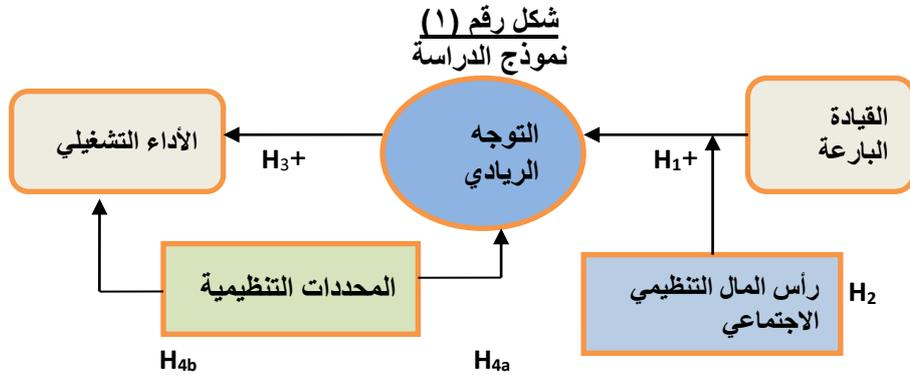 شكل رقم (١)
نموذج الدراسة
القيادة
البارعة
H₁+
التوجه
الريادي
H₃+
الأداء التشغيلي
رأس المال التنظيمي
الاجتماعي
H₂
المحددات التنظيمية
H₄ₐ
H₄b